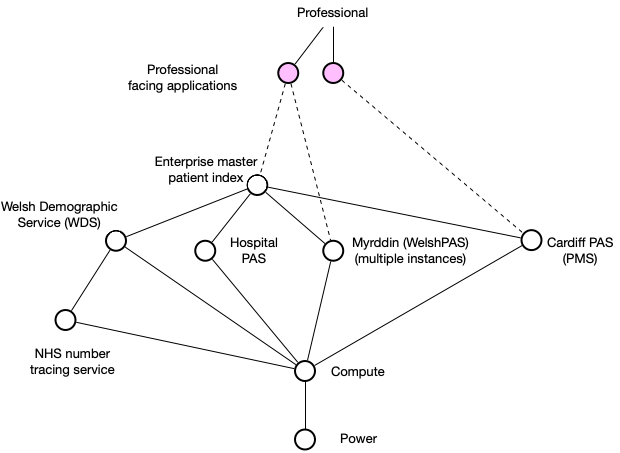 Professional
Professional
facing applications
Enterprise master
patient index
Welsh Demographic
Service (WDS)
Hospital
PAS
Myrddin (WelshPAS)
(multiple instances)
Cardiff PAS
(PMS)
NHS number
tracing service
Compute
Power